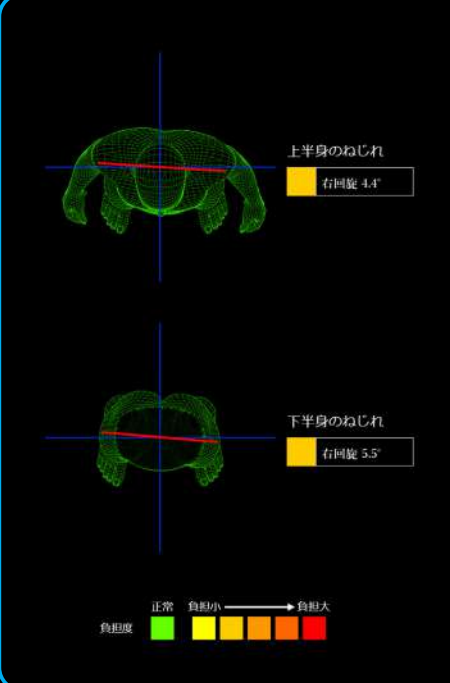 上半身のねじれ
右回旋 4.4°
下半身のねじれ
右回旋 5.5°
正常 負担小 負担大
負担度